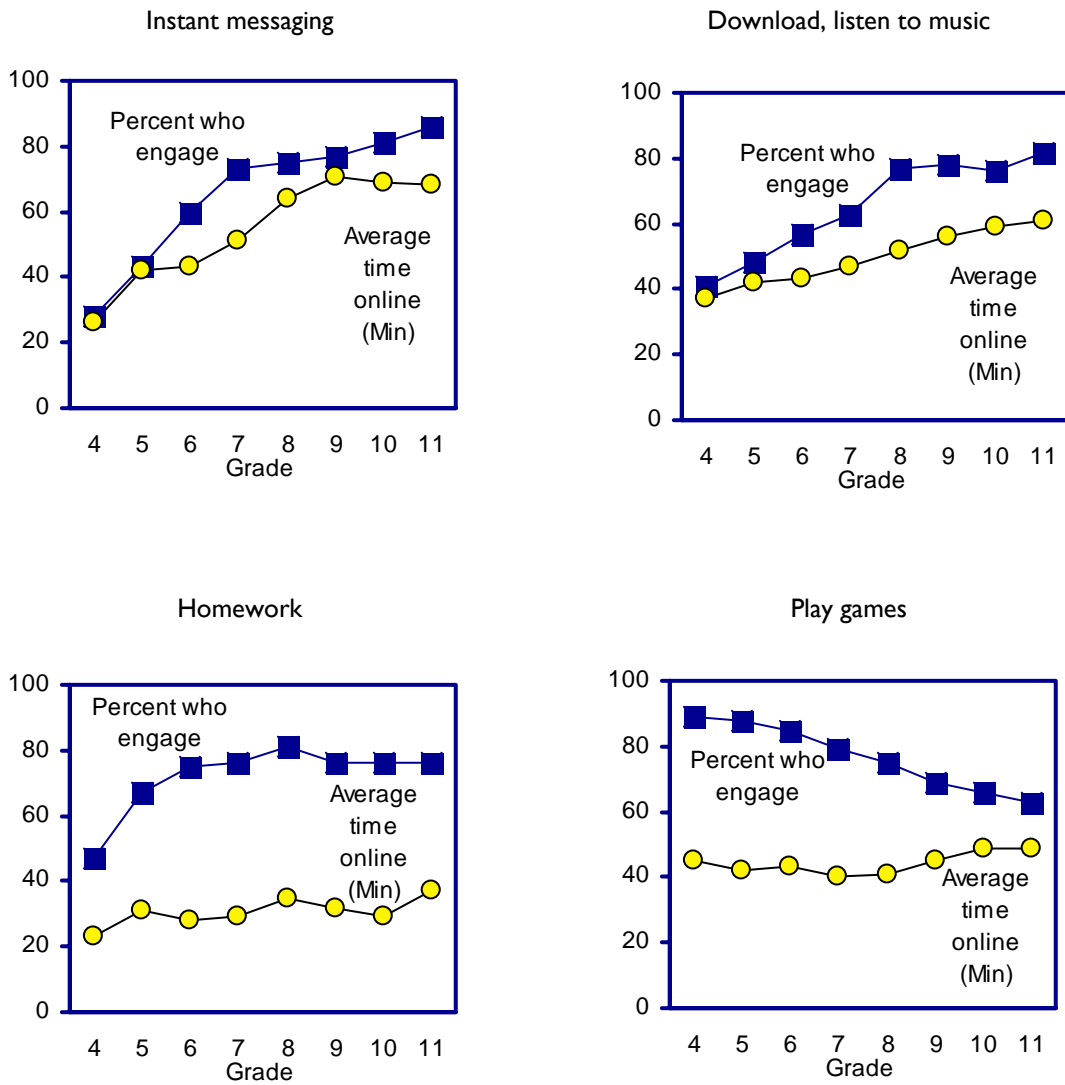 Instant messaging
100
80
60
40
20
0
Percent who
engage
Average
time
online
(Min)
4 5 6 7 8 9 10 11
Grade
Download, listen to music
100
80
60
40
20
0
Percent who
engage
Average
time
online
(Min)
4 5 6 7 8 9 10 11
Grade
Homework
100
80
60
40
20
0
Percent who
engage
Average
time
online
(Min)
4 5 6 7 8 9 10 11
Grade
Play games
100
80
60
40
20
0
Percent who
engage
Average
time
online
(Min)
4 5 6 7 8 9 10 11
Grade